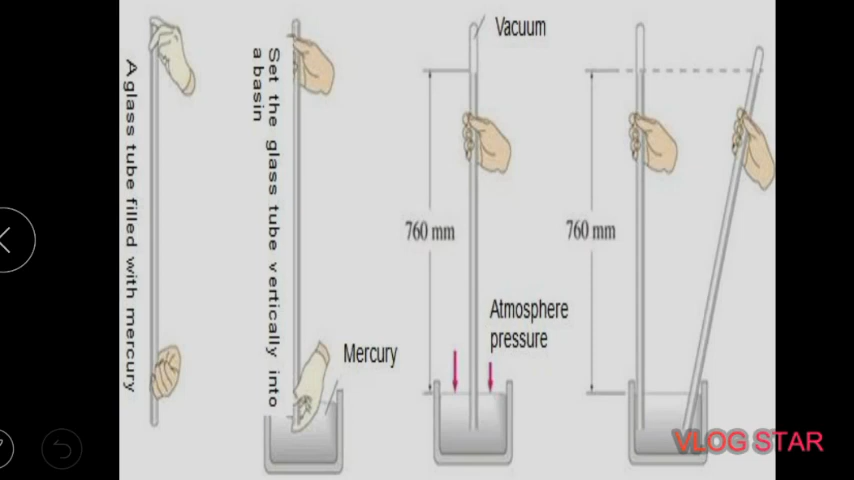 A glass tube filled with mercury
Set the glass tube vertically into
a basin
Mercury
Vacuum
760 mm
Atmosphere
pressure
760 mm
VLOG STAR